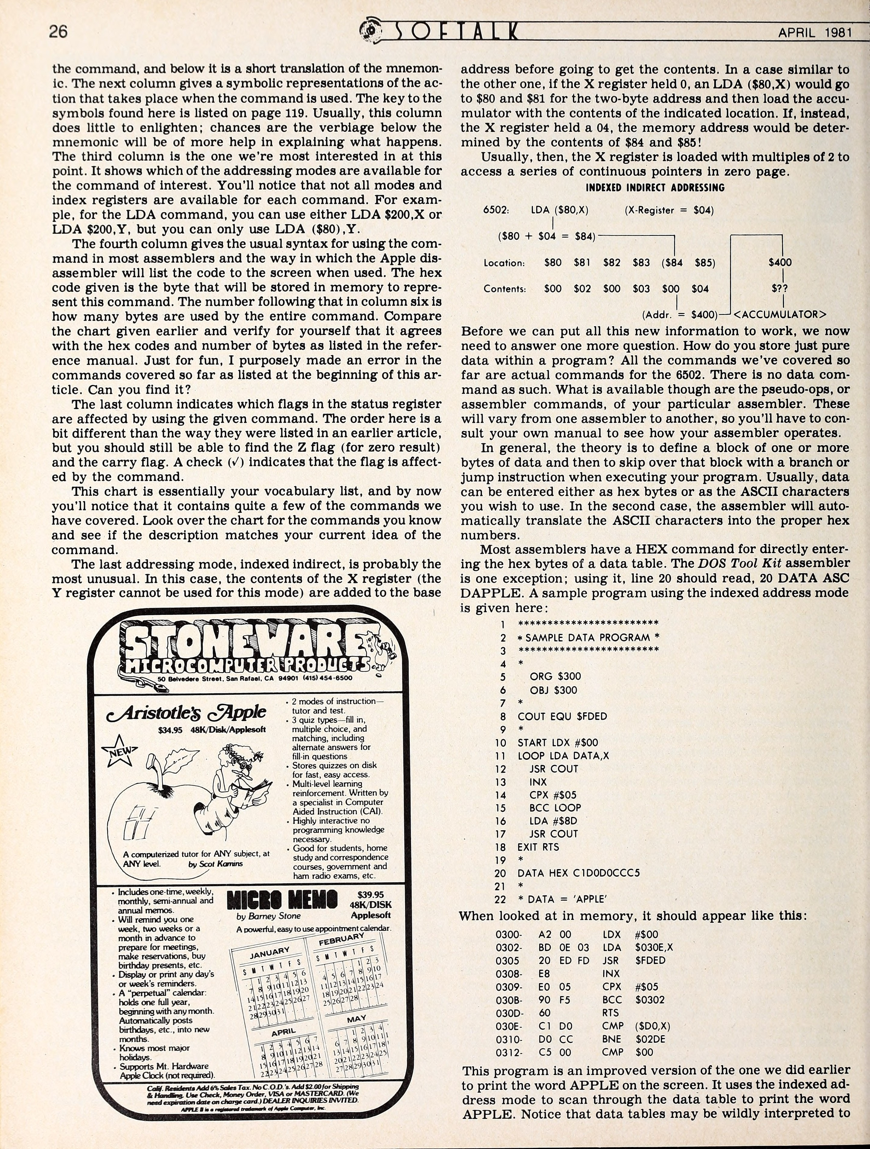 26
SOFTALK
APRIL 1981
the command, and below it is a short translation of the mnemon-
ic. The next column gives a symbolic representations of the ac-
tion that takes place when the command is used. The key to the
symbols found here is listed on page 119. Usually, this column
does little to enlighten; chances are the verbiage below the
mnemonic will be of more help in explaining what happens.
The third column is the one we're most interested in at this
point. It shows which of the addressing modes are available for
the command of interest. You'll notice that not all modes and
index registers are available for each command. For exam-
ple, for the LDA command, you can use either LDA $200,X or
LDA $200,Y, but you can only use LDA ($80),Y.
The fourth column gives the usual syntax for using the com-
mand in most assemblers and the way in which the Apple dis-
assembler will list the code to the screen when used. The hex
code given is the byte that will be stored in memory to repre-
sent this command. The number following that in column six is
how many bytes are used by the entire command. Compare
the chart given earlier and verify for yourself that it agrees
with the hex codes and number of bytes as listed in the refer-
ence manual. Just for fun, I purposely made an error in the
commands covered so far as listed at the beginning of this ar-
ticle. Can you find it?
The last column indicates which flags in the status register
are affected by using the given command. The order here is a
bit different than the way they were listed in an earlier article,
but you should still be able to find the Z flag (for zero result)
and the carry flag. A check (√) indicates that the flag is affect-
ed by the command.
This chart is essentially your vocabulary list, and by now
you'll notice that it contains quite a few of the commands we
have covered. Look over the chart for the commands you know
and see if the description matches your current idea of the
command.
The last addressing mode, indexed indirect, is probably the
most unusual. In this case, the contents of the X register (the
Y register cannot be used for this mode) are added to the base
STONEWARE
MICROCOMPUTER PRODUCTS
50 Belvedere Street, San Rafael, CA 94901 (415) 454-6500
Aristotle's Apple
$34.95 48K/Disk/Applesoft
NEW
A computerized tutor for ANY subject, at
ANY level. by Scot Kamins
• 2 modes of instruction—
tutor and test.
• 3 quiz types—fill in,
multiple choice, and
matching, including
alternate answers for
fill-in questions
• Stores quizzes on disk
for fast, easy access.
• Multi-level learning
reinforcement. Written by
a specialist in Computer
Aided Instruction (CAI).
• Highly interactive no
programming knowledge
necessary.
• Good for students, home
study and correspondence
courses, government and
ham radio exams, etc.
• Includes one-time, weekly,
monthly, semi-annual and
annual memos.
• Will remind you one
week, two weeks or a
month in advance to
prepare for meetings,
make reservations, buy
birthday presents, etc.
• Display or print any day's
or week's reminders.
• A "perpetual" calendar:
holds one full year,
beginning with any month.
Automatically posts
birthdays, etc., into new
months.
• Knows most major
holidays.
• Supports Mt. Hardware
Apple Clock (not required).
MICRO MEMO
by Barney Stone
$39.95
48K/DISK
Applesoft
A powerful, easy to use appointment calendar.
JANUARY
S M T W T F S
FEBRUARY
S M T W T F S
APRIL
MAY
Calif. Residents Add 6% Sales Tax. No C.O.D.'s. Add $2.00 for Shipping
& Handling. Use Check, Money Order, VISA or MASTERCARD. (We
need expiration date on charge card.) DEALER INQUIRIES INVITED.
APPLE II is a registered trademark of Apple Computer, Inc.
address before going to get the contents. In a case similar to
the other one, if the X register held 0, an LDA ($80,X) would go
to $80 and $81 for the two-byte address and then load the accu-
mulator with the contents of the indicated location. If, instead,
the X register held a 04, the memory address would be deter-
mined by the contents of $84 and $85!
Usually, then, the X register is loaded with multiples of 2 to
access a series of continuous pointers in zero page.
INDEXED INDIRECT ADDRESSING
6502: LDA ($80,X) (X-Register = $04)
($80 + $04 = $84)
Location: $80 $81 $82 $83 ($84 $85) $400
Contents: $00 $02 $00 $03 $00 $04 $??
(Addr. = $400) <ACCUMULATOR>
Before we can put all this new information to work, we now
need to answer one more question. How do you store just pure
data within a program? All the commands we've covered so
far are actual commands for the 6502. There is no data com-
mand as such. What is available though are the pseudo-ops, or
assembler commands, of your particular assembler. These
will vary from one assembler to another, so you'll have to con-
sult your own manual to see how your assembler operates.
In general, the theory is to define a block of one or more
bytes of data and then to skip over that block with a branch or
jump instruction when executing your program. Usually, data
can be entered either as hex bytes or as the ASCII characters
you wish to use. In the second case, the assembler will auto-
matically translate the ASCII characters into the proper hex
numbers.
Most assemblers have a HEX command for directly enter-
ing the hex bytes of a data table. The DOS Tool Kit assembler
is one exception; using it, line 20 should read, 20 DATA ASC
DAPPLE. A sample program using the indexed address mode
is given here:
1 ************************
2 * SAMPLE DATA PROGRAM *
3 ************************
4 *
5 ORG $300
6 OBJ $300
7 *
8 COUT EQU $FDED
9 *
10 START LDX #$00
11 LOOP LDA DATA,X
12 JSR COUT
13 INX
14 CPX #$05
15 BCC LOOP
16 LDA #$8D
17 JSR COUT
18 EXIT RTS
19 *
20 DATA HEX C1D0D0CCC5
21 *
22 * DATA = 'APPLE'
When looked at in memory, it should appear like this:
0300- A2 00 LDX #$00
0302- BD 0E 03 LDA $030E,X
0305 20 ED FD JSR $FDED
0308- E8 INX
0309- E0 05 CPX #$05
030B- 90 F5 BCC $0302
030D- 60 RTS
030E- C1 D0 CMP ($D0,X)
0310- D0 CC BNE $02DE
0312- C5 00 CMP $00
This program is an improved version of the one we did earlier
to print the word APPLE on the screen. It uses the indexed ad-
dress mode to scan through the data table to print the word
APPLE. Notice that data tables may be wildly interpreted to